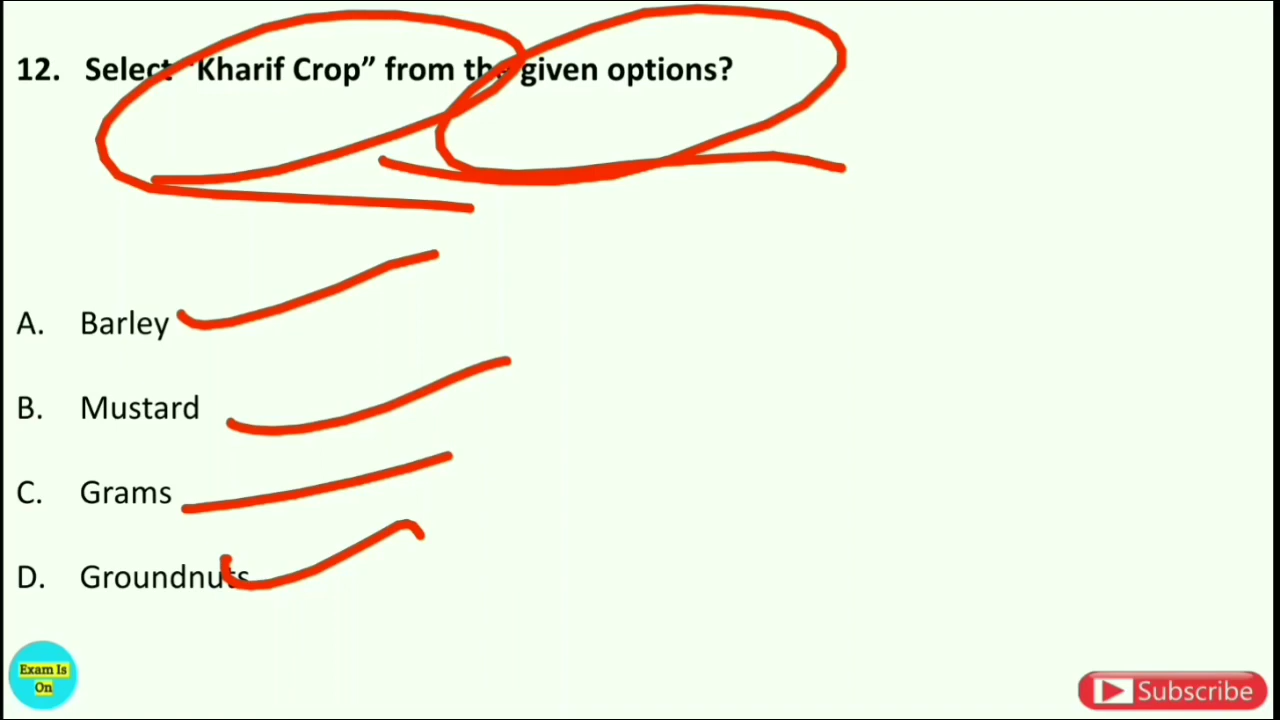 12. Select “Kharif Crop” from the given options?
A. Barley
B. Mustard
C. Grams
D. Groundnuts
Exam Is
On
Subscribe